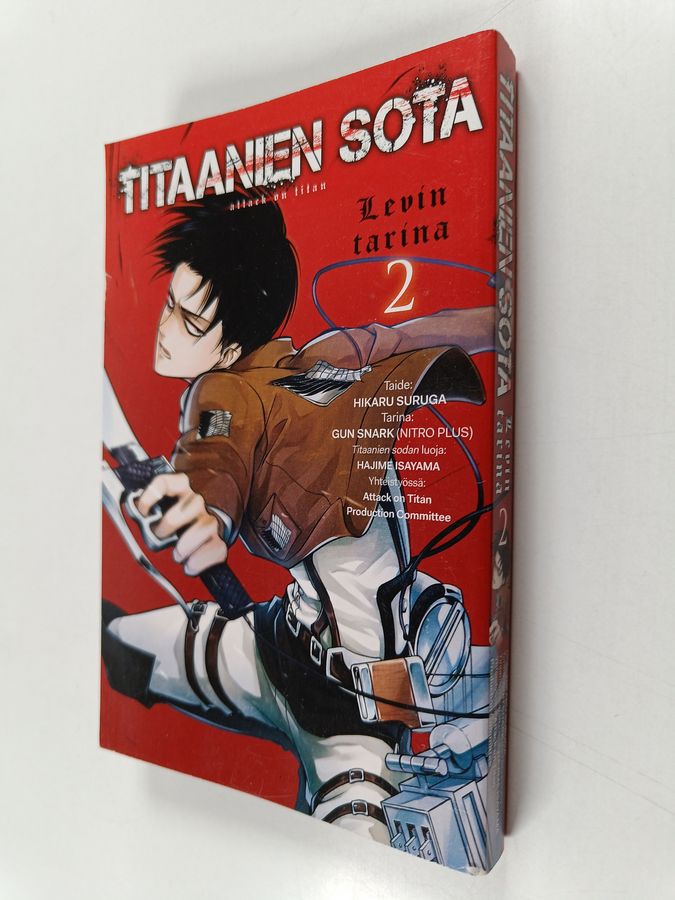 TITAANIEN SOTA
attack on titan
Levin
tarina
2
Taide:
HIKARU SURUGA
Tarina:
GUN SNARK (NITRO PLUS)
Titaanien sodan luoja:
HAJIME ISAYAMA
Yhteistyössä:
Attack on Titan
Production Committee
TITAANIEN SOTA
Levin
tarina
2